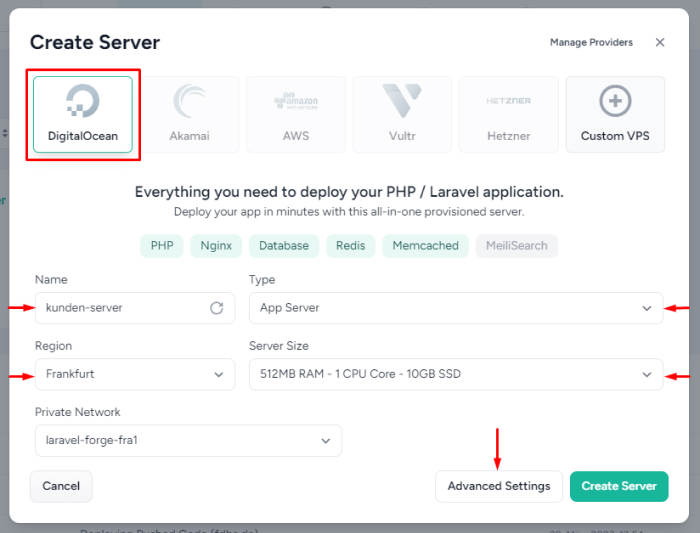 Create Server
Manage Providers
DigitalOcean
Akamai
AWS
Vultr
Hetzner
Custom VPS
amazon
HETZNER
Everything you need to deploy your PHP / Laravel application.
Deploy your app in minutes with this all-in-one provisioned server.
PHP Nginx Database Redis Memcached MeiliSearch
Name
kunden-server
Type
App Server
Region
Frankfurt
Server Size
512MB RAM - 1 CPU Core - 10GB SSD
Private Network
laravel-forge-fra1
Cancel
Advanced Settings
Create Server